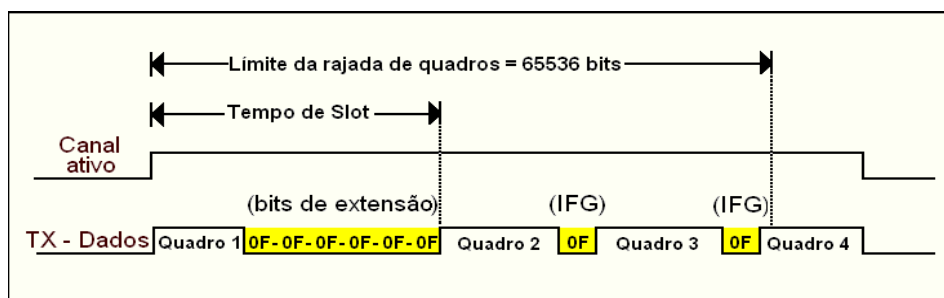 Límite da rajada de quadros = 65536 bits
Tempo de Slot
Canal
ativo
(bits de extensão) (IFG) (IFG)
TX - Dados Quadro 1 0F-0F-0F-0F-0F-0F Quadro 2 0F Quadro 3 0F Quadro 4